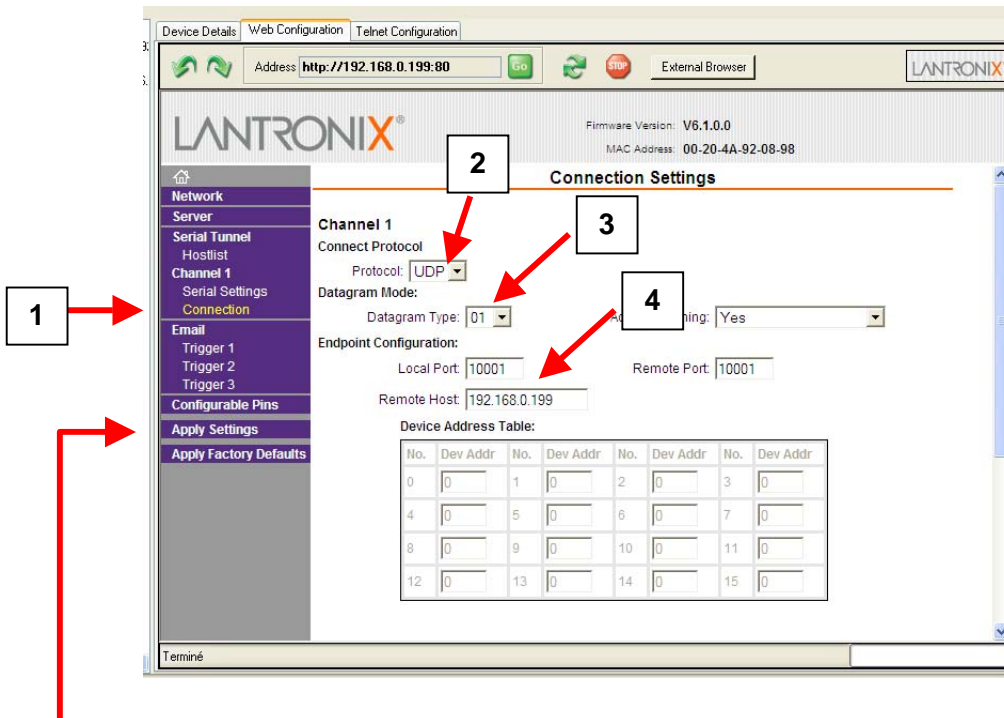 Device Details Web Configuration Telnet Configuration
Address http://192.168.0.199:80 Go STOP External Browser LANTRONIX
LANTRONIX®
Firmware Version: V6.1.0.0
MAC Address: 00-20-4A-92-08-98
Connection Settings
Network
Server
Serial Tunnel
Hostlist
Channel 1
Serial Settings
Connection
Email
Trigger 1
Trigger 2
Trigger 3
Configurable Pins
Apply Settings
Apply Factory Defaults
1
2
3
4
Channel 1
Connect Protocol
Protocol: UDP
Datagram Mode:
Datagram Type: 01 Yes
Endpoint Configuration:
Local Port: 10001 Remote Port: 10001
Remote Host: 192.168.0.199
Device Address Table:
No. Dev Addr No. Dev Addr No. Dev Addr No. Dev Addr
0 0 1 0 2 0 3 0
4 0 5 0 6 0 7 0
8 0 9 0 10 0 11 0
12 0 13 0 14 0 15 0
Terminé